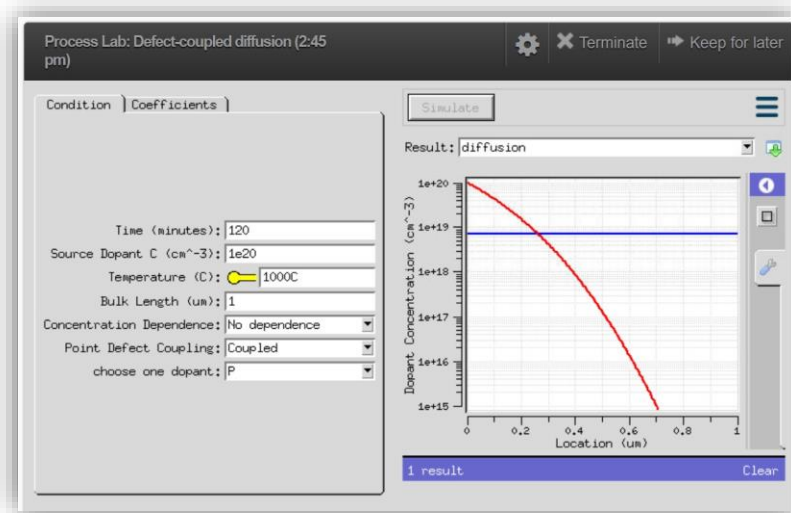 Process Lab: Defect-coupled diffusion (2:45
pm)
Terminate
Keep for later
Condition
Coefficients
Time (minutes): 120
Source Dopant C (cm^-3): 1e20
Temperature (C): 1000C
Bulk Length (um): 1
Concentration Dependence: No dependence
Point Defect Coupling: Coupled
choose one dopant: P
Simulate
Result: diffusion
Dopant Concentration (cm^-3)
1e+20
1e+19
1e+18
1e+17
1e+16
1e+15
0 0.2 0.4 0.6 0.8 1
Location (um)
1 result
Clear